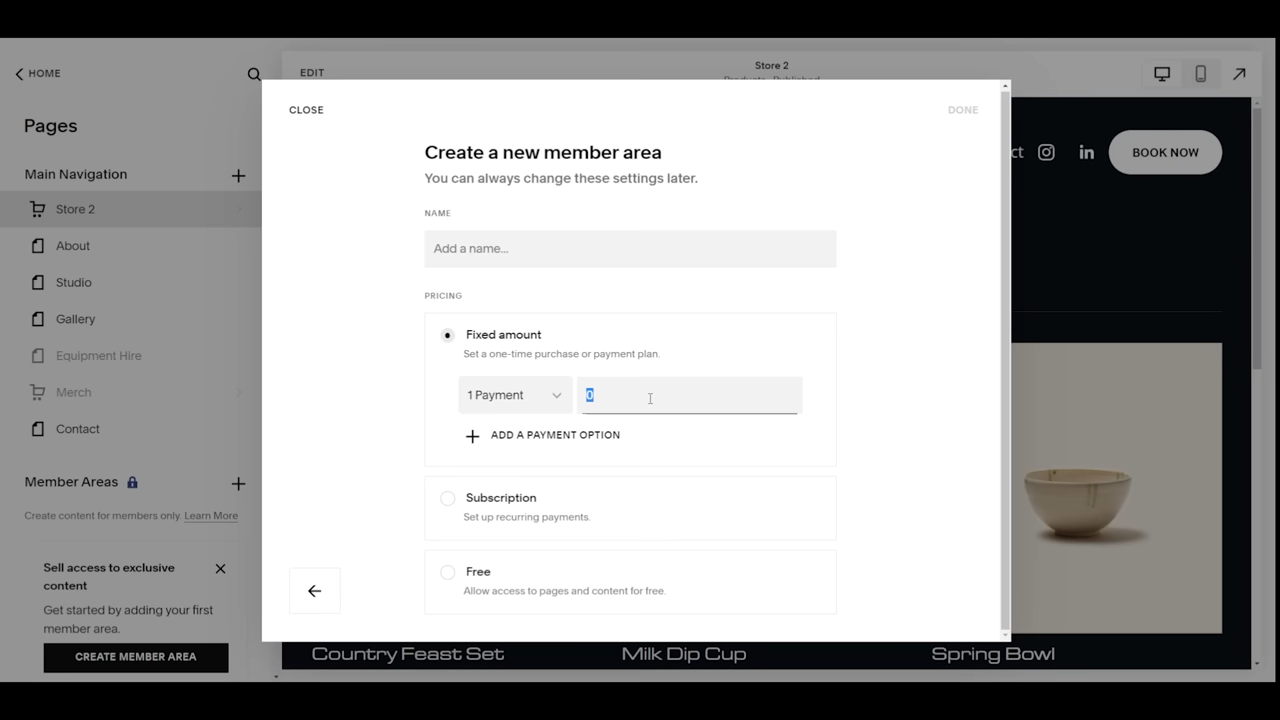 HOME
EDIT
Store 2
Products · Published
CLOSE
DONE
Pages
Main Navigation
Store 2
About
Studio
Gallery
Equipment Hire
Merch
Contact
Member Areas
Create content for members only. Learn More
Sell access to exclusive
content
Get started by adding your first
member area.
CREATE MEMBER AREA
Create a new member area
You can always change these settings later.
NAME
Add a name...
PRICING
Fixed amount
Set a one-time purchase or payment plan.
1 Payment
0
ADD A PAYMENT OPTION
Subscription
Set up recurring payments.
Free
Allow access to pages and content for free.
ct
in
BOOK NOW
Country Feast Set
Milk Dip Cup
Spring Bowl